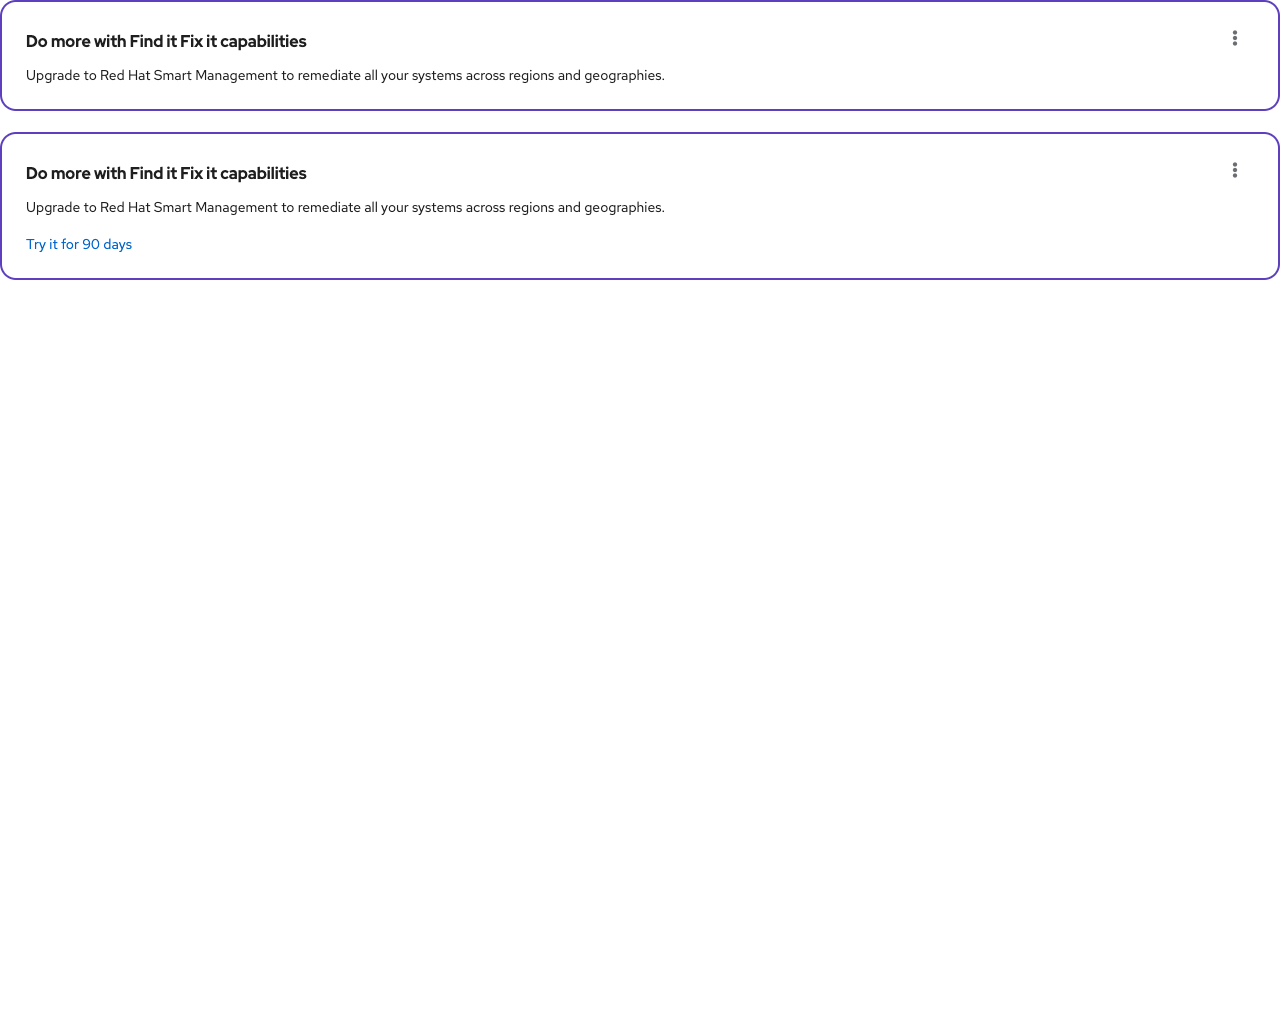 Do more with Find it Fix it capabilities
Upgrade to Red Hat Smart Management to remediate all your systems across regions and geographies.
Do more with Find it Fix it capabilities
Upgrade to Red Hat Smart Management to remediate all your systems across regions and geographies.
Try it for 90 days